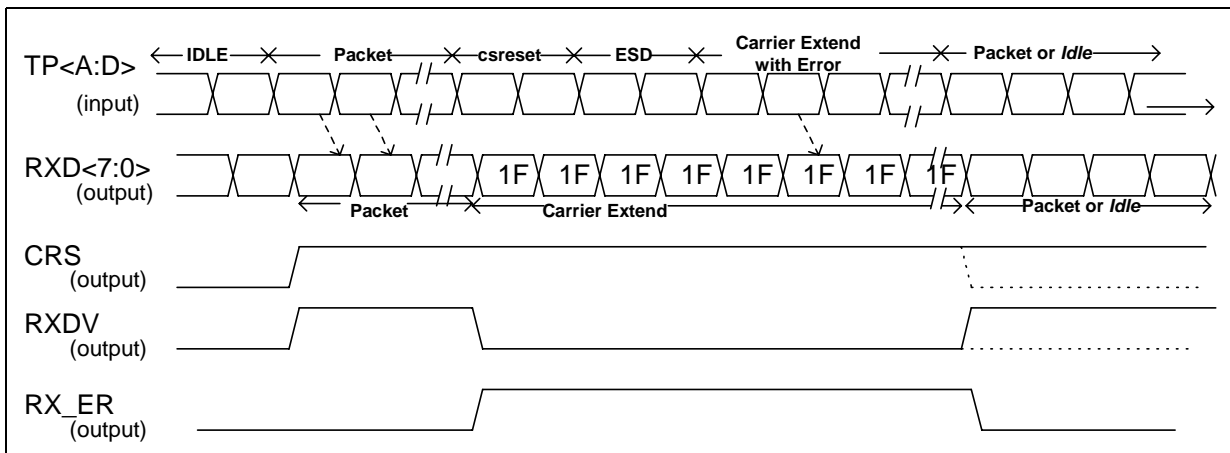 IDLE Packet csreset ESD Carrier Extend with Error Packet or Idle
TP<A:D>
(input)
RXD<7:0>
(output)
1F 1F 1F 1F 1F 1F 1F 1F
Packet Carrier Extend Packet or Idle
CRS
(output)
RXDV
(output)
RX_ER
(output)